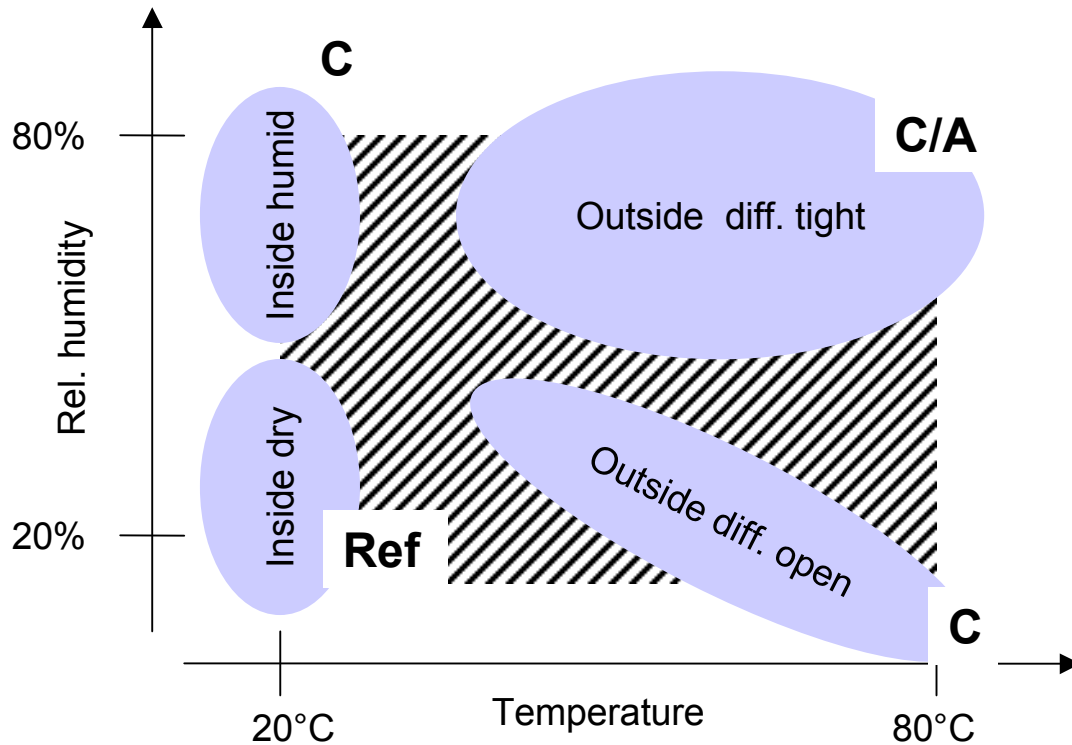 C
80%
C/A
Inside humid
Outside diff. tight
Rel. humidity
Inside dry
Outside diff. open
20%
Ref
C
20°C
Temperature
80°C